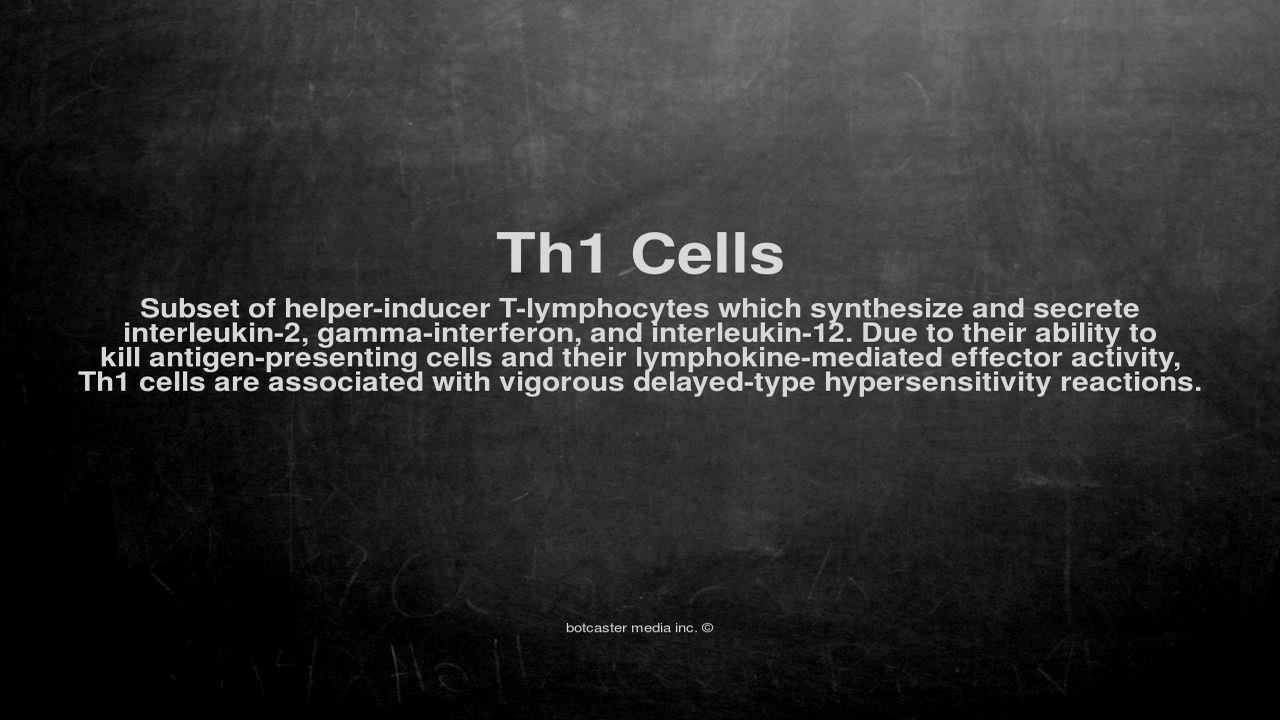 Th1 Cells
Subset of helper-inducer T-lymphocytes which synthesize and secrete
interleukin-2, gamma-interferon, and interleukin-12. Due to their ability to
kill antigen-presenting cells and their lymphokine-mediated effector activity,
Th1 cells are associated with vigorous delayed-type hypersensitivity reactions.
botcaster media inc. ©